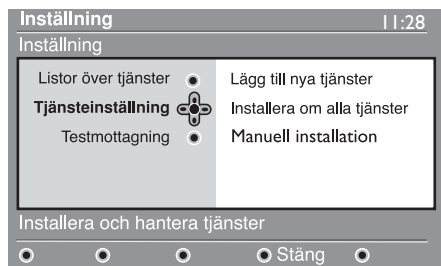 Inställning 11:28
Inställning
Listor över tjänster Lägg till nya tjänster
Tjänsteinställning Installera om alla tjänster
Testmottagning Manuell installation
Installera och hantera tjänster
Stäng